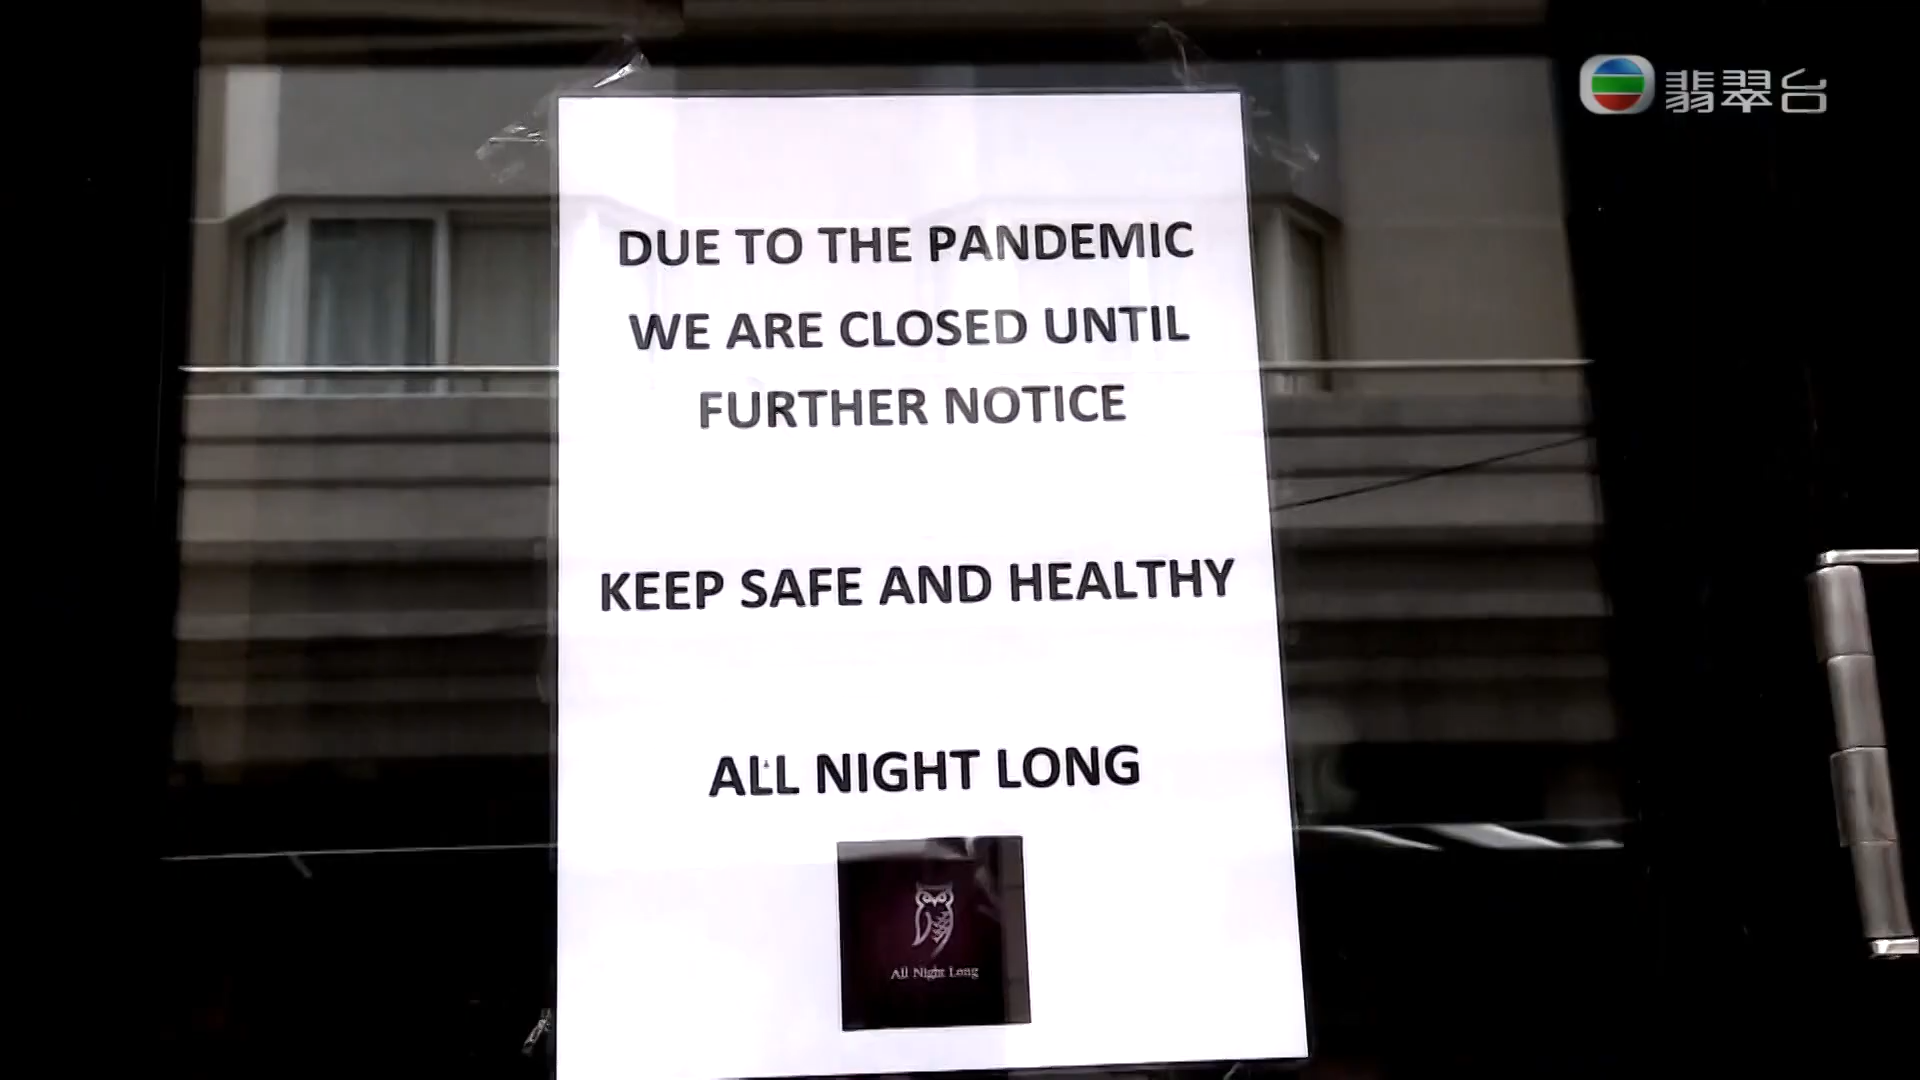 翡翠台
DUE TO THE PANDEMIC
WE ARE CLOSED UNTIL
FURTHER NOTICE
KEEP SAFE AND HEALTHY
ALL NIGHT LONG
All Night Long